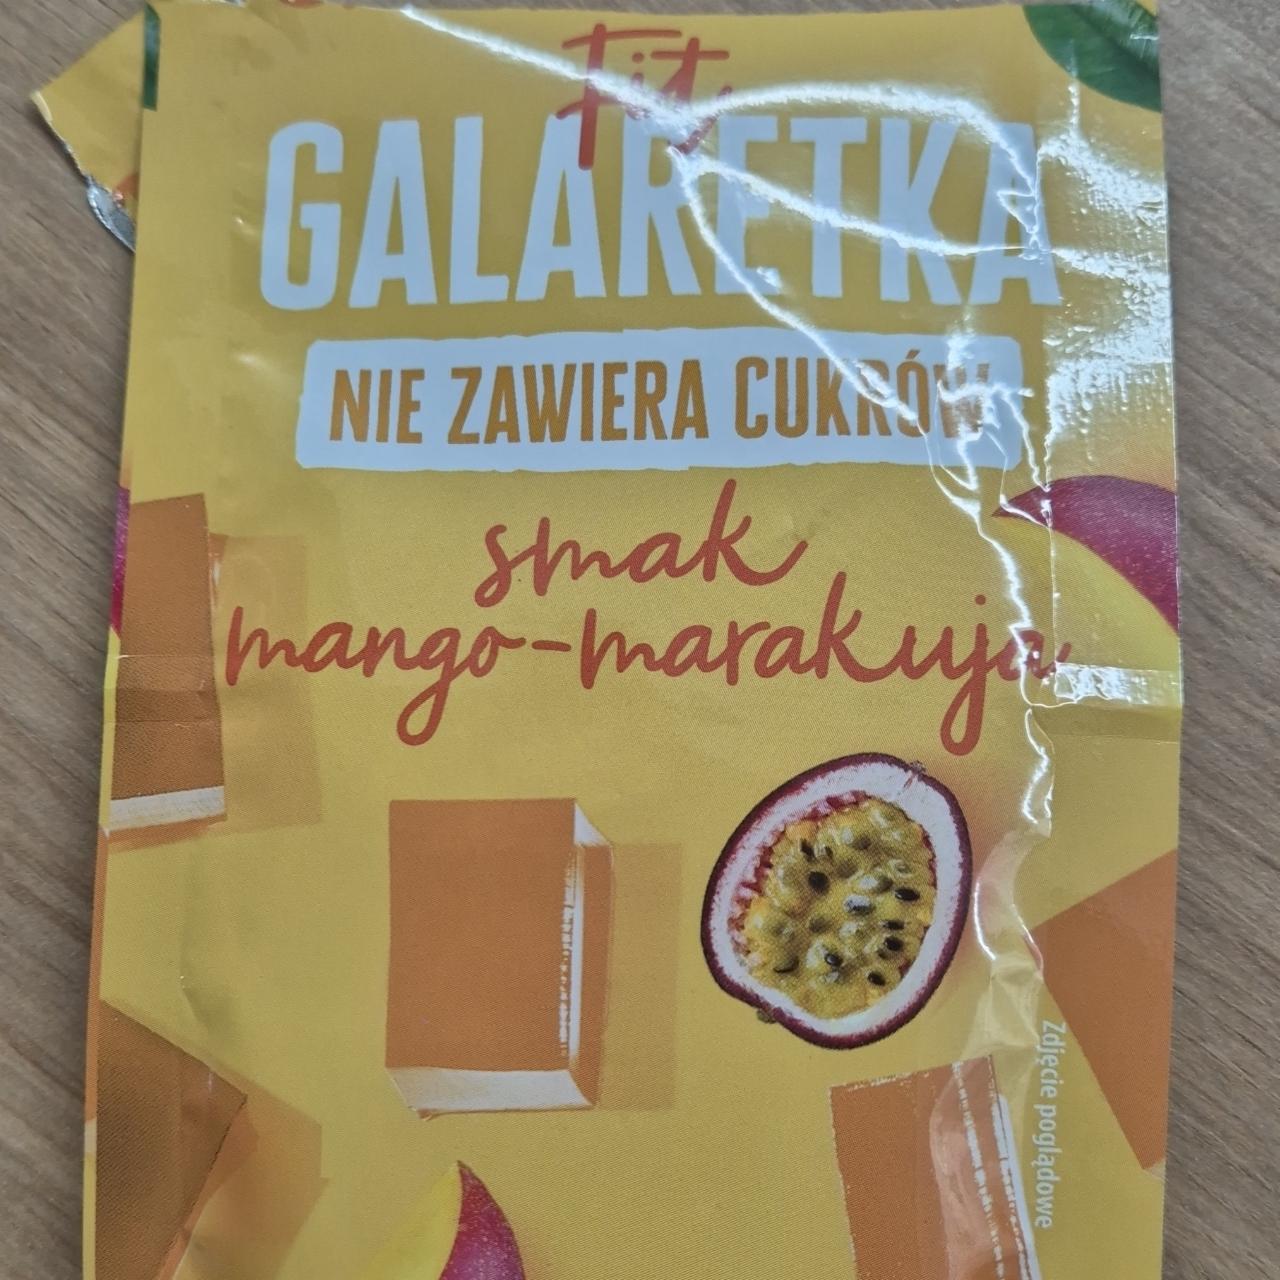 Fit
GALARETKA
NIE ZAWIERA CUKRÓW
smak
mango-marakuja
Zdjęcie poglądowe